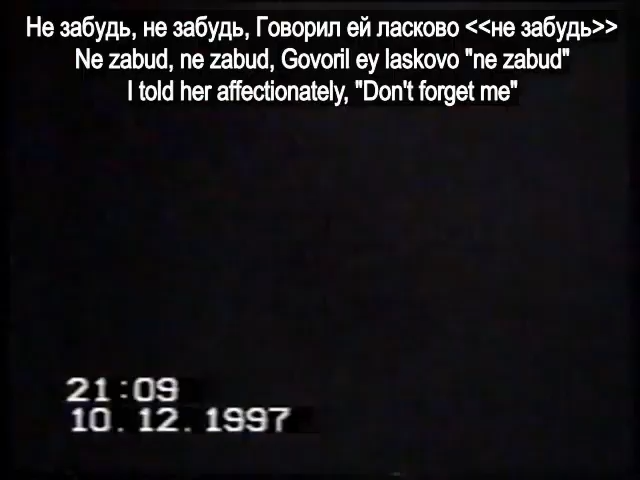 Не забудь, не забудь, Говорил ей ласково <<не забудь>>
Ne zabud, ne zabud, Govoril ey laskovo "ne zabud"
I told her affectionately, "Don't forget me"
21:09
10.12.1997